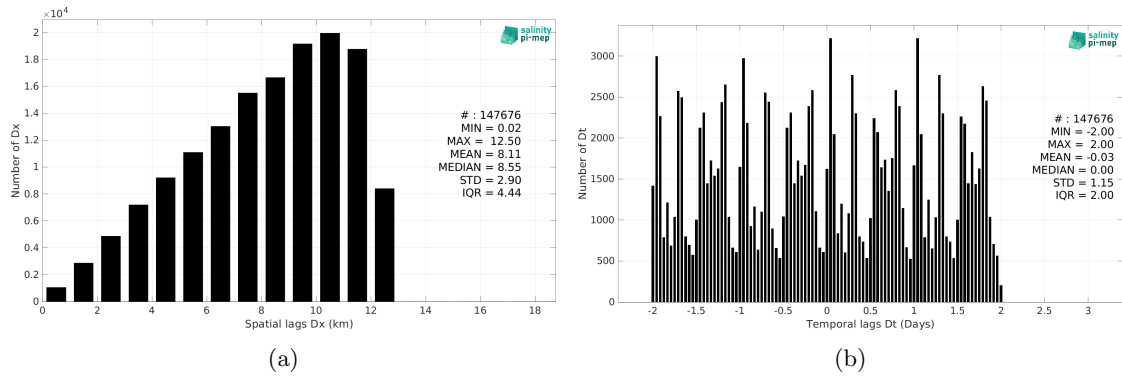 ×10⁴
2
1.8
1.6
1.4
1.2
1
0.8
0.6
0.4
0.2
0
Number of Dx
0 2 4 6 8 10 12 14 16 18
Spatial lags Dx (km)
salinity
pi-mep
# : 147676
MIN = 0.02
MAX = 12.50
MEAN = 8.11
MEDIAN = 8.55
STD = 2.90
IQR = 4.44
(a)
3000
2500
2000
1500
1000
500
0
Number of Dt
-2 -1.5 -1 -0.5 0 0.5 1 1.5 2 2.5 3
Temporal lags Dt (Days)
salinity
pi-mep
# : 147676
MIN = -2.00
MAX = 2.00
MEAN = -0.03
MEDIAN = 0.00
STD = 1.15
IQR = 2.00
(b)